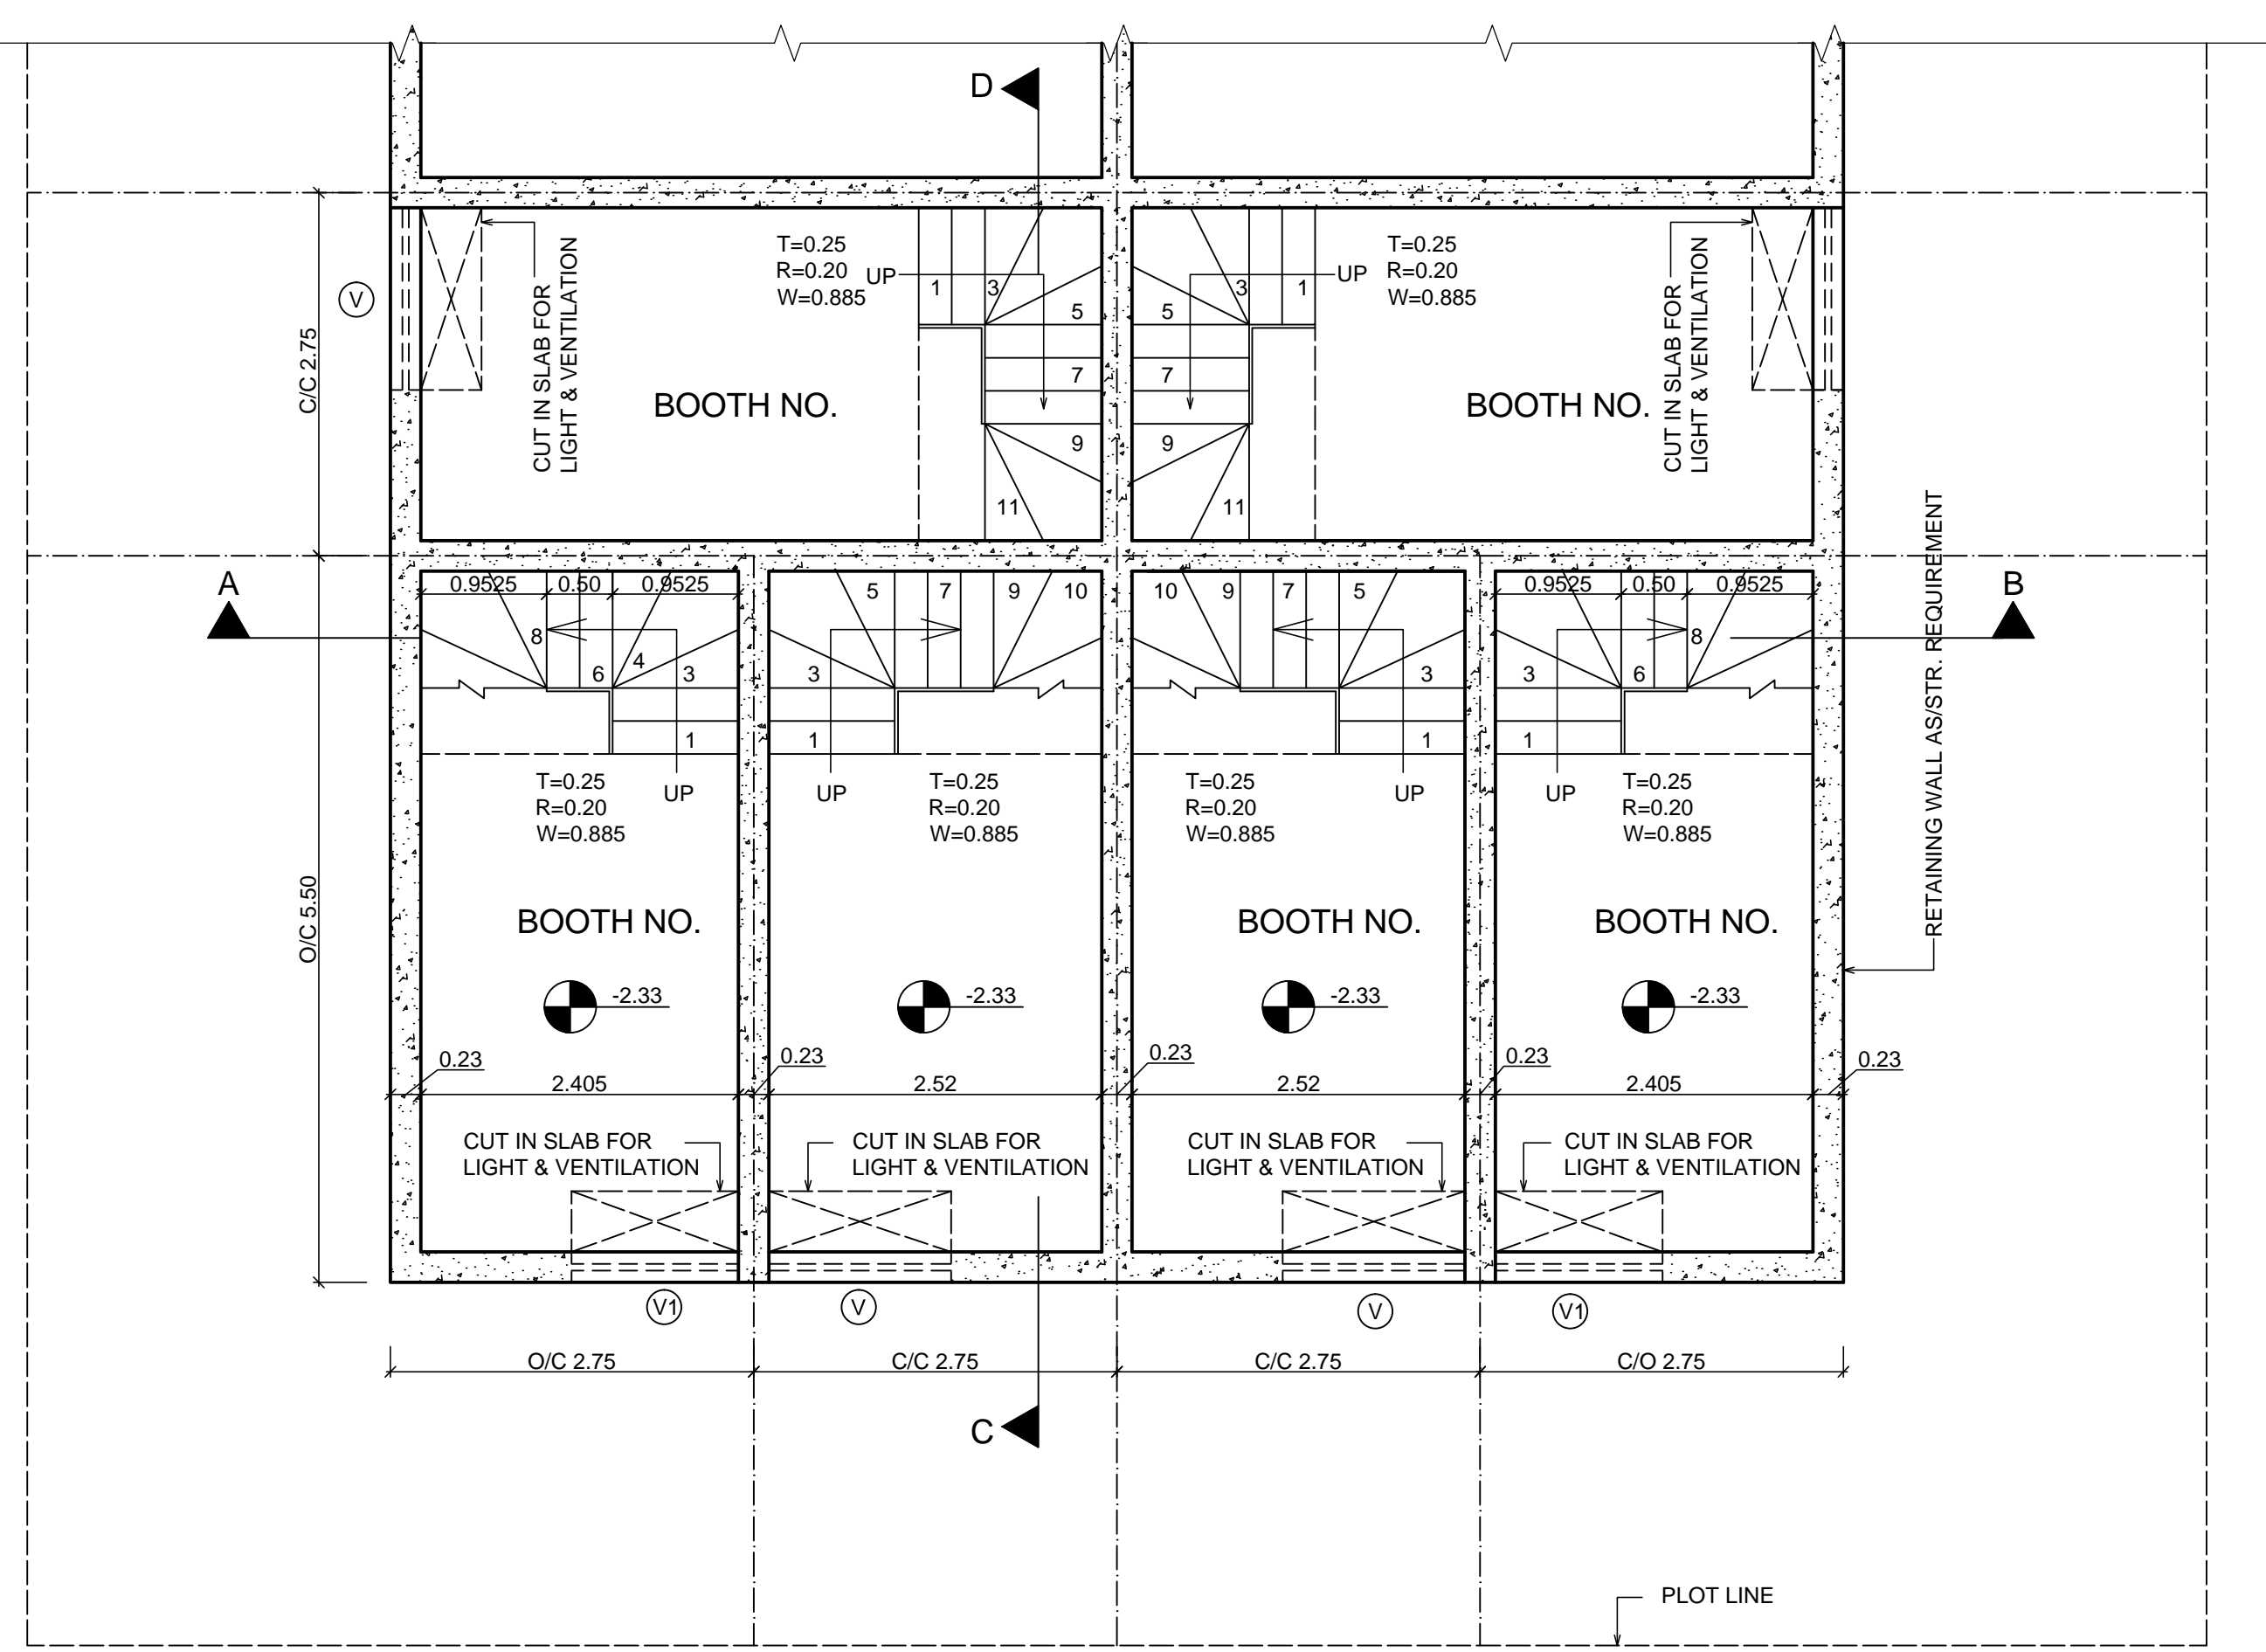 D
T=0.25
R=0.20
W=0.885
UP
1
3
5
7
9
11
CUT IN SLAB FOR
LIGHT & VENTILATION
BOOTH NO.
V
C/C 2.75
UP
T=0.25
R=0.20
W=0.885
3
1
5
7
9
11
CUT IN SLAB FOR
LIGHT & VENTILATION
BOOTH NO.
RETAINING WALL AS/STR. REQUIREMENT
A
B
0.9525
0.50
0.9525
8
6
4
3
1
5
7
9
10
3
1
10
9
7
5
3
1
0.9525
0.50
0.9525
3
6
8
1
T=0.25
R=0.20
W=0.885
UP
UP
T=0.25
R=0.20
W=0.885
T=0.25
R=0.20
W=0.885
UP
UP
T=0.25
R=0.20
W=0.885
O/C 5.50
BOOTH NO.
BOOTH NO.
BOOTH NO.
-2.33
-2.33
-2.33
-2.33
0.23
0.23
0.23
0.23
0.23
2.405
2.52
2.52
2.405
CUT IN SLAB FOR
LIGHT & VENTILATION
CUT IN SLAB FOR
LIGHT & VENTILATION
CUT IN SLAB FOR
LIGHT & VENTILATION
CUT IN SLAB FOR
LIGHT & VENTILATION
V1
V
V
V1
O/C 2.75
C/C 2.75
C/C 2.75
C/O 2.75
C
PLOT LINE